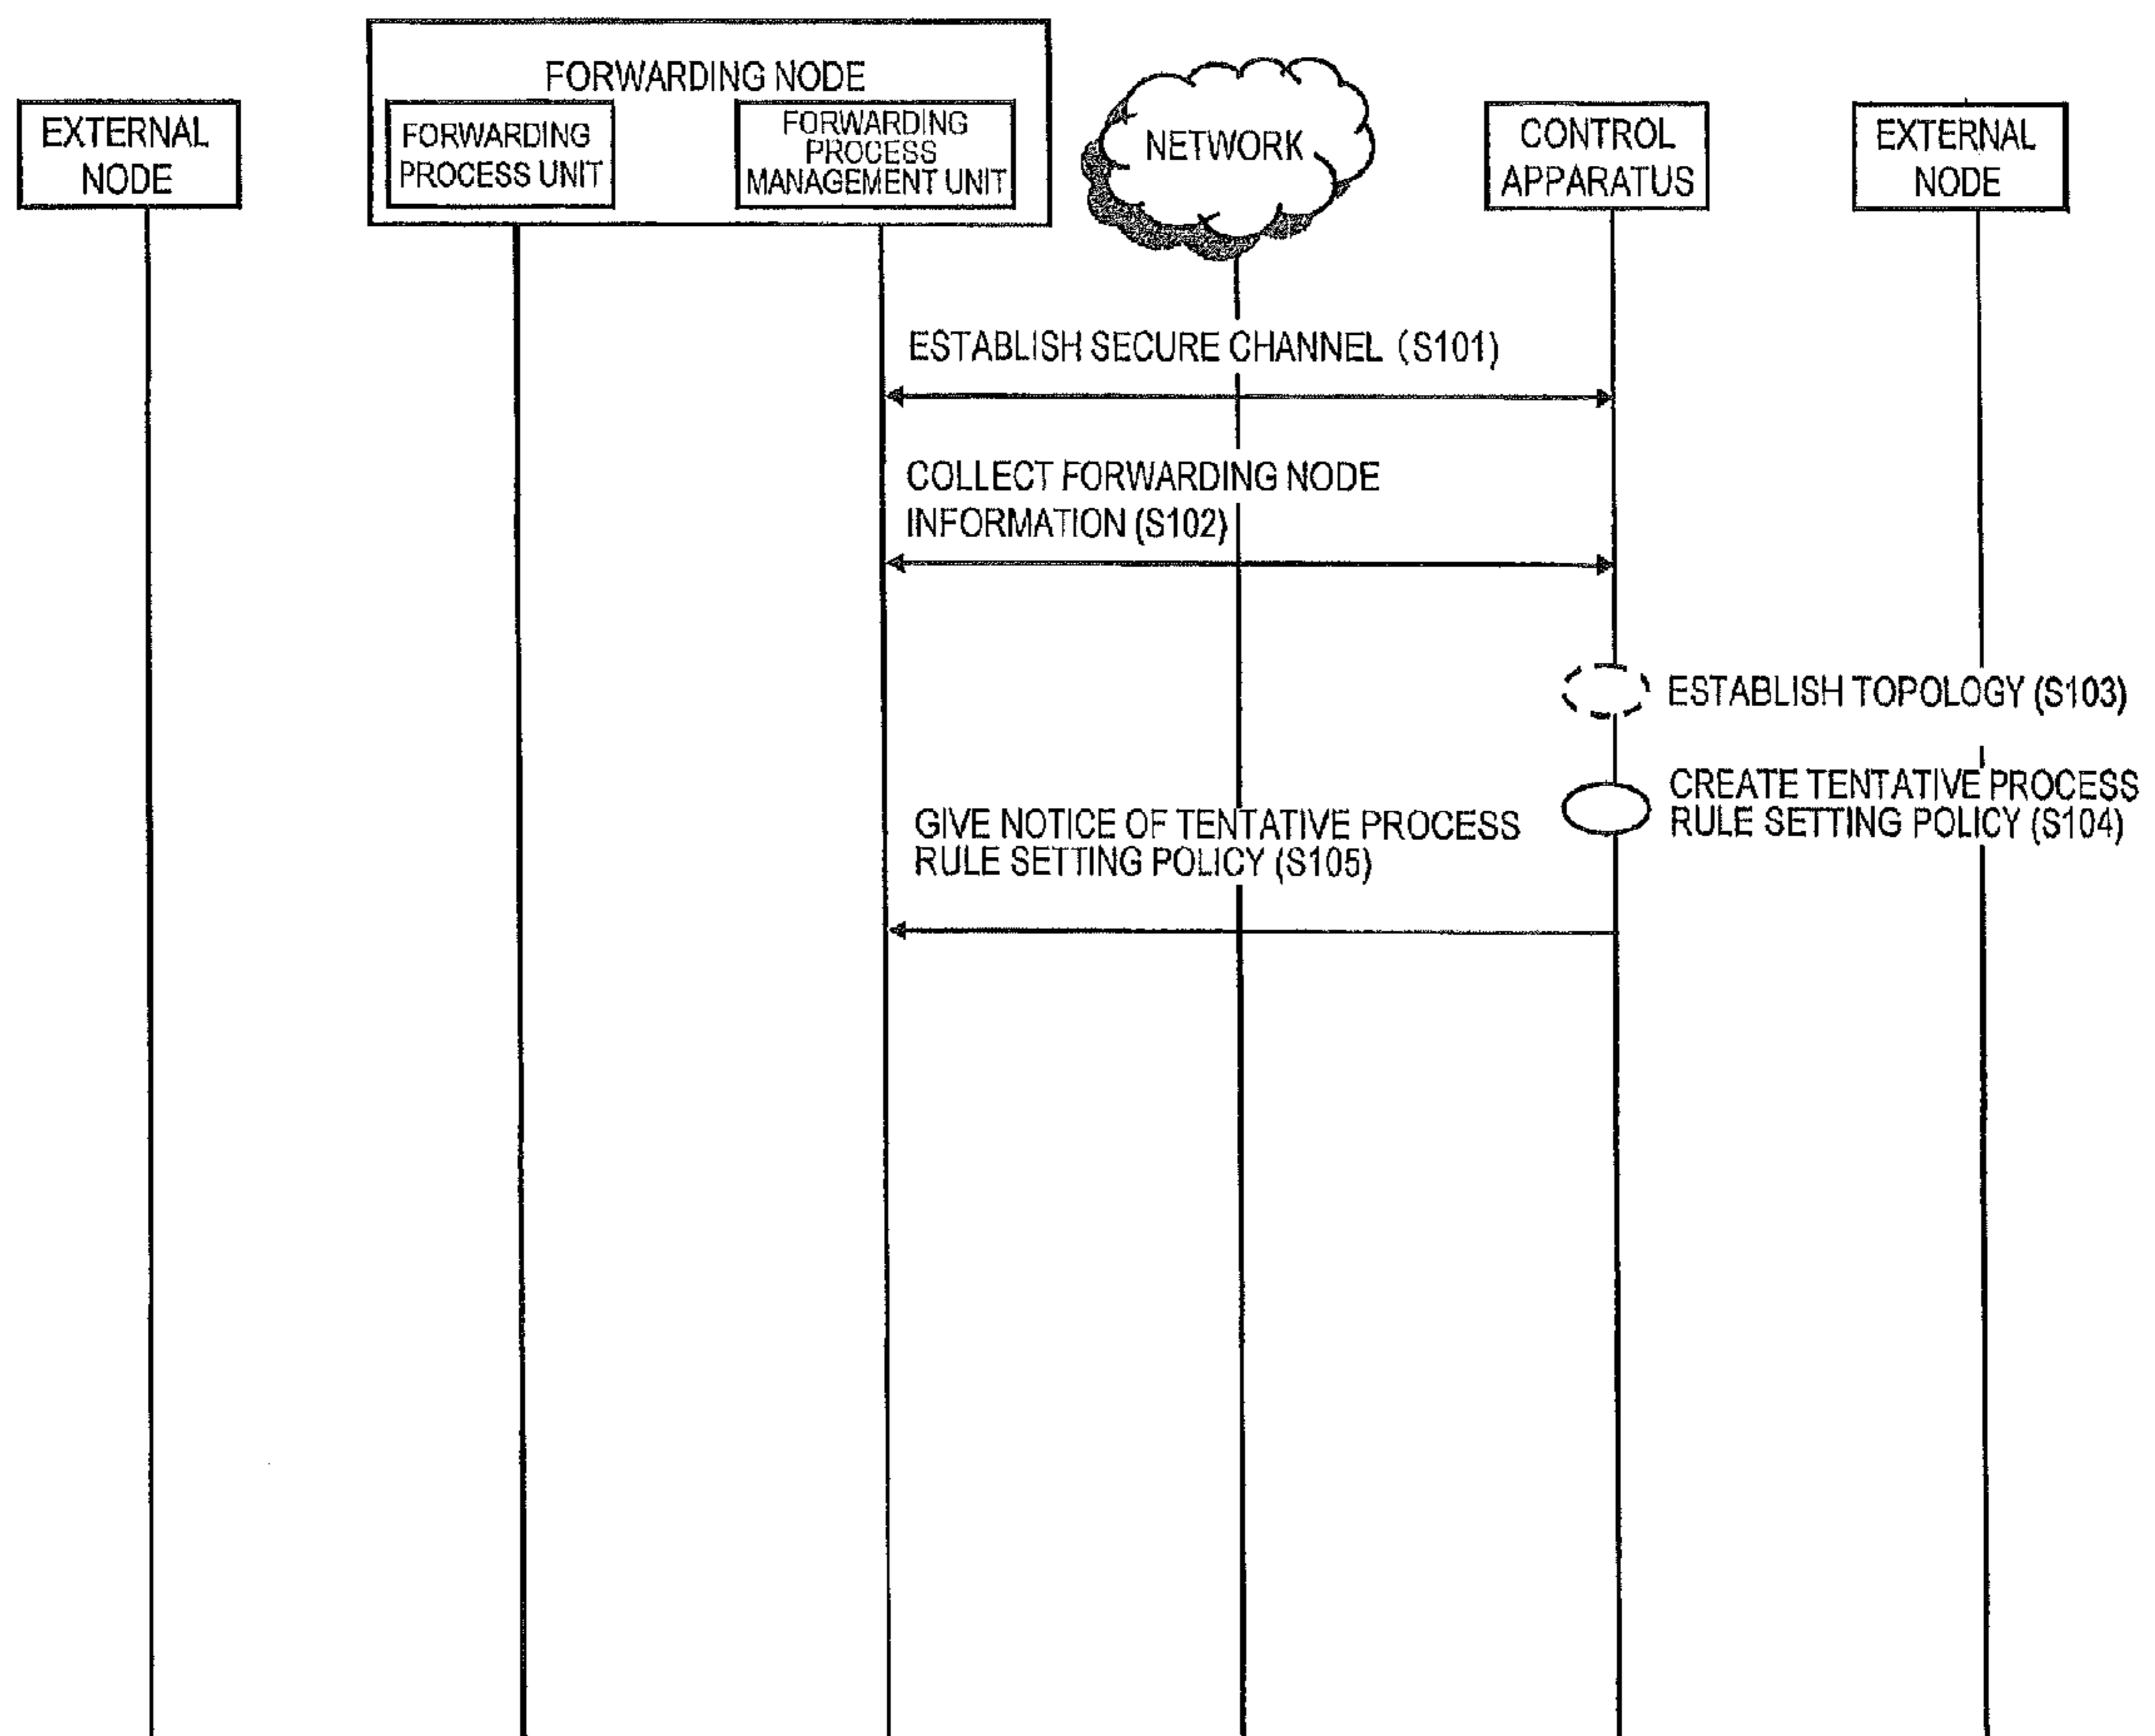 FORWARDING NODE
EXTERNAL
NODE
FORWARDING
PROCESS UNIT
FORWARDING
PROCESS
MANAGEMENT UNIT
NETWORK
CONTROL
APPARATUS
EXTERNAL
NODE
ESTABLISH SECURE CHANNEL (S101)
COLLECT FORWARDING NODE
INFORMATION (S102)
ESTABLISH TOPOLOGY (S103)
CREATE TENTATIVE PROCESS
RULE SETTING POLICY (S104)
GIVE NOTICE OF TENTATIVE PROCESS
RULE SETTING POLICY (S105)